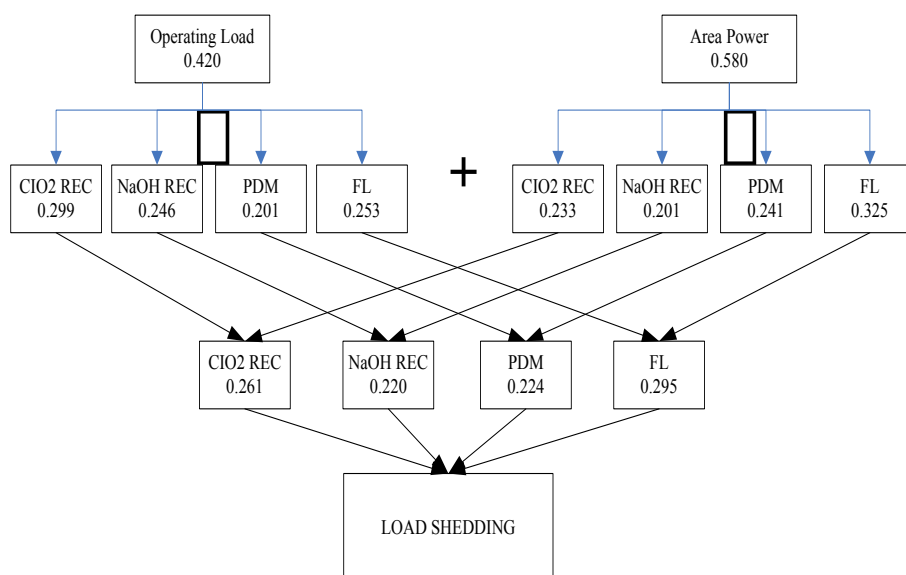 Operating Load
0.420
Area Power
0.580
ClO2 REC
0.299
NaOH REC
0.246
PDM
0.201
FL
0.253
+
ClO2 REC
0.233
NaOH REC
0.201
PDM
0.241
FL
0.325
ClO2 REC
0.261
NaOH REC
0.220
PDM
0.224
FL
0.295
LOAD SHEDDING